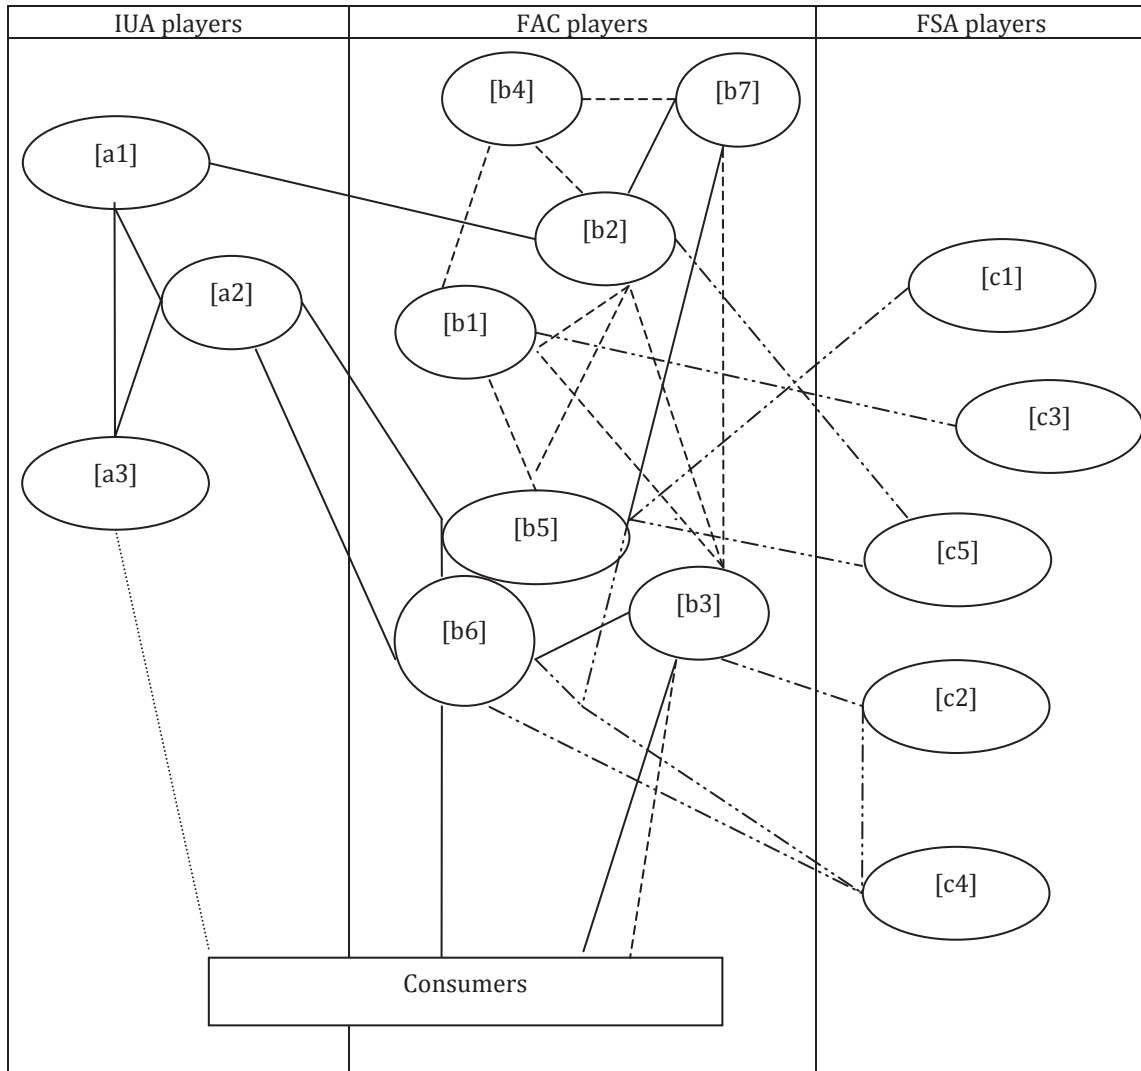 IUA players
FAC players
FSA players
[b4]
[b7]
[a1]
[b2]
[a2]
[c1]
[b1]
[c3]
[a3]
[b5]
[c5]
[b3]
[b6]
[c2]
[c4]
Consumers